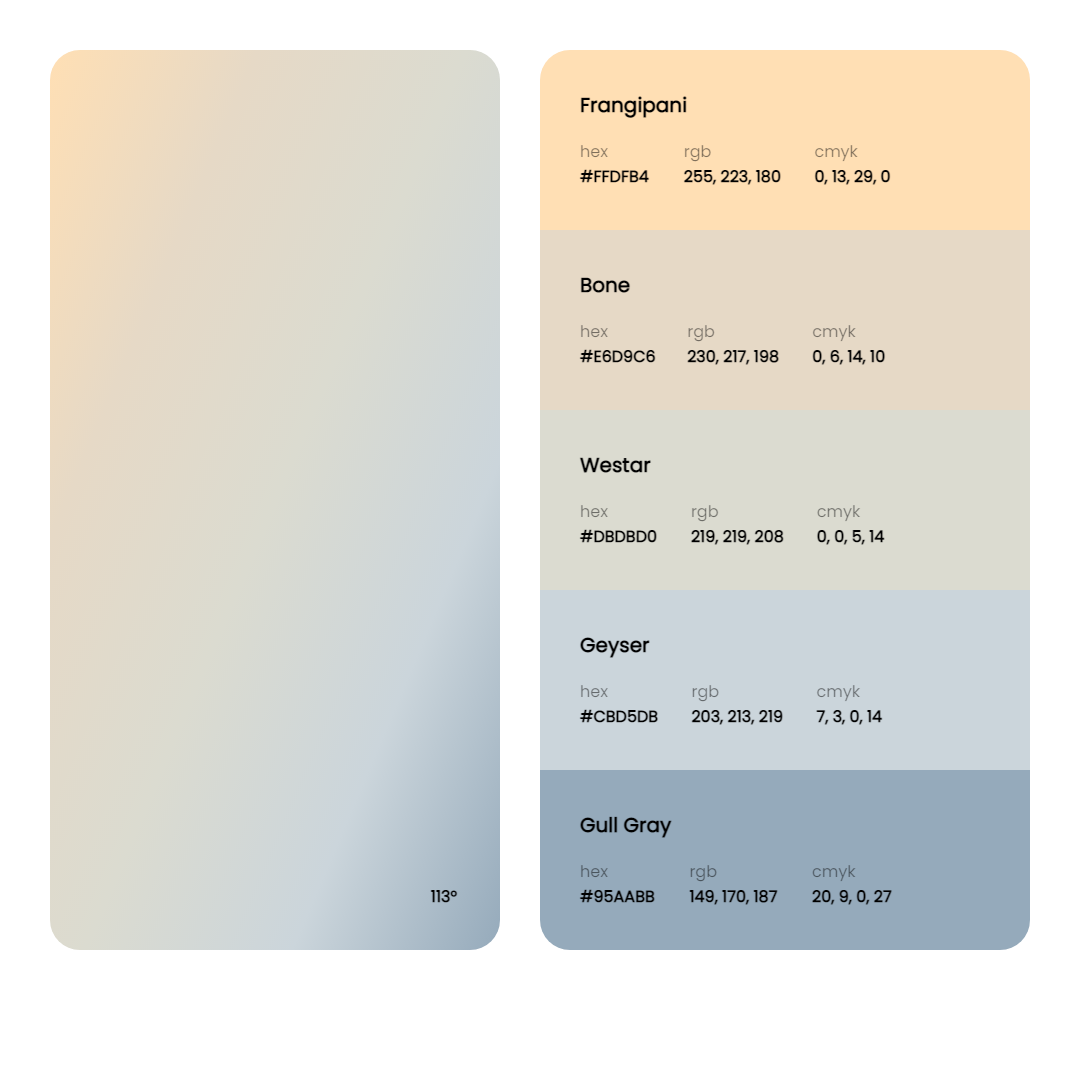 113°
Frangipani
hex rgb cmyk
#FFDFB4 255, 223, 180 0, 13, 29, 0
Bone
hex rgb cmyk
#E6D9C6 230, 217, 198 0, 6, 14, 10
Westar
hex rgb cmyk
#DBDBD0 219, 219, 208 0, 0, 5, 14
Geyser
hex rgb cmyk
#CBD5DB 203, 213, 219 7, 3, 0, 14
Gull Gray
hex rgb cmyk
#95AABB 149, 170, 187 20, 9, 0, 27